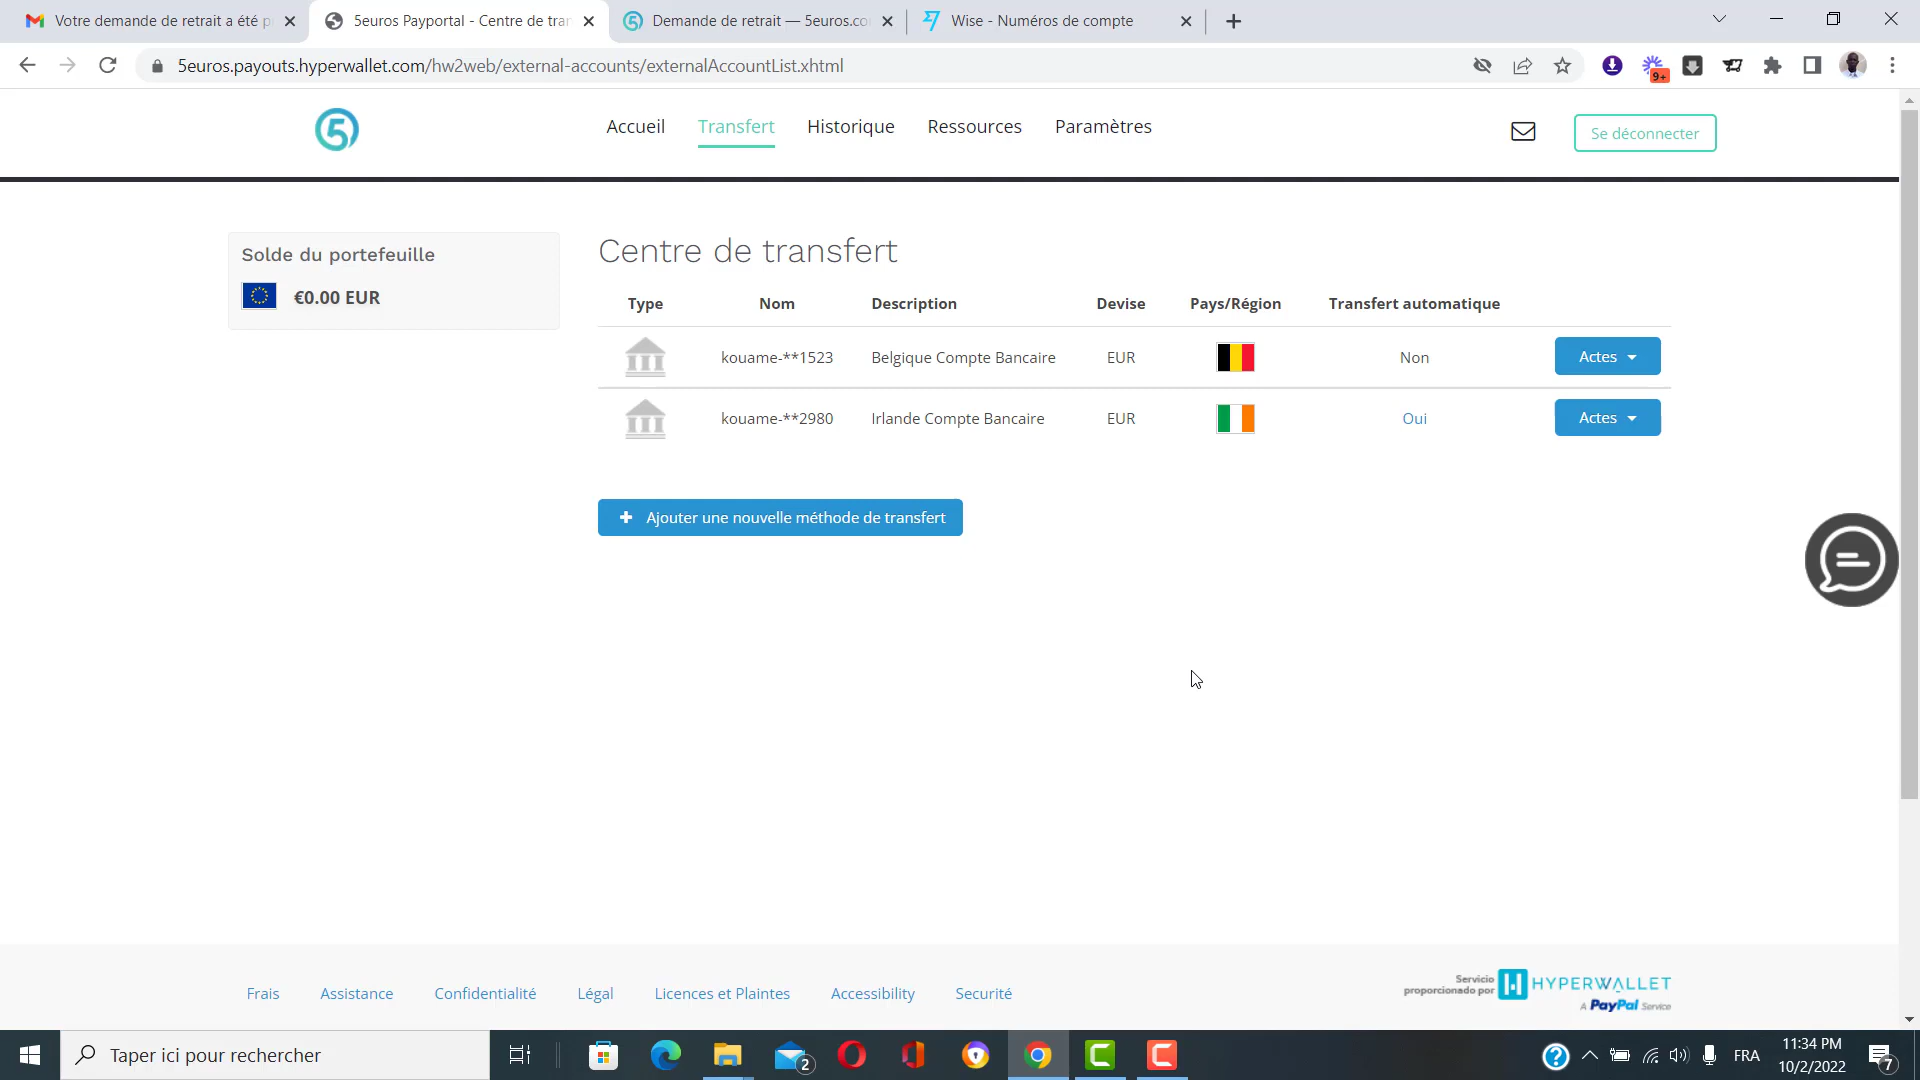 Votre demande de retrait a été p
5euros Payportal - Centre de tran
Demande de retrait — 5euros.co
Wise - Numéros de compte
5euros.payouts.hyperwallet.com/hw2web/external-accounts/externalAccountList.xhtml
9+
5
Accueil
Transfert
Historique
Ressources
Paramètres
Se déconnecter
Solde du portefeuille
€0.00 EUR
Centre de transfert
Type Nom Description Devise Pays/Région Transfert automatique
kouame-**1523 Belgique Compte Bancaire EUR Non Actes
kouame-**2980 Irlande Compte Bancaire EUR Oui Actes
+ Ajouter une nouvelle méthode de transfert
Frais
Assistance
Confidentialité
Légal
Licences et Plaintes
Accessibility
Securité
Servicio
proporcionado por
HYPERWALLET
A PayPal Service
Taper ici pour rechercher
2
FRA
11:34 PM
10/2/2022
7